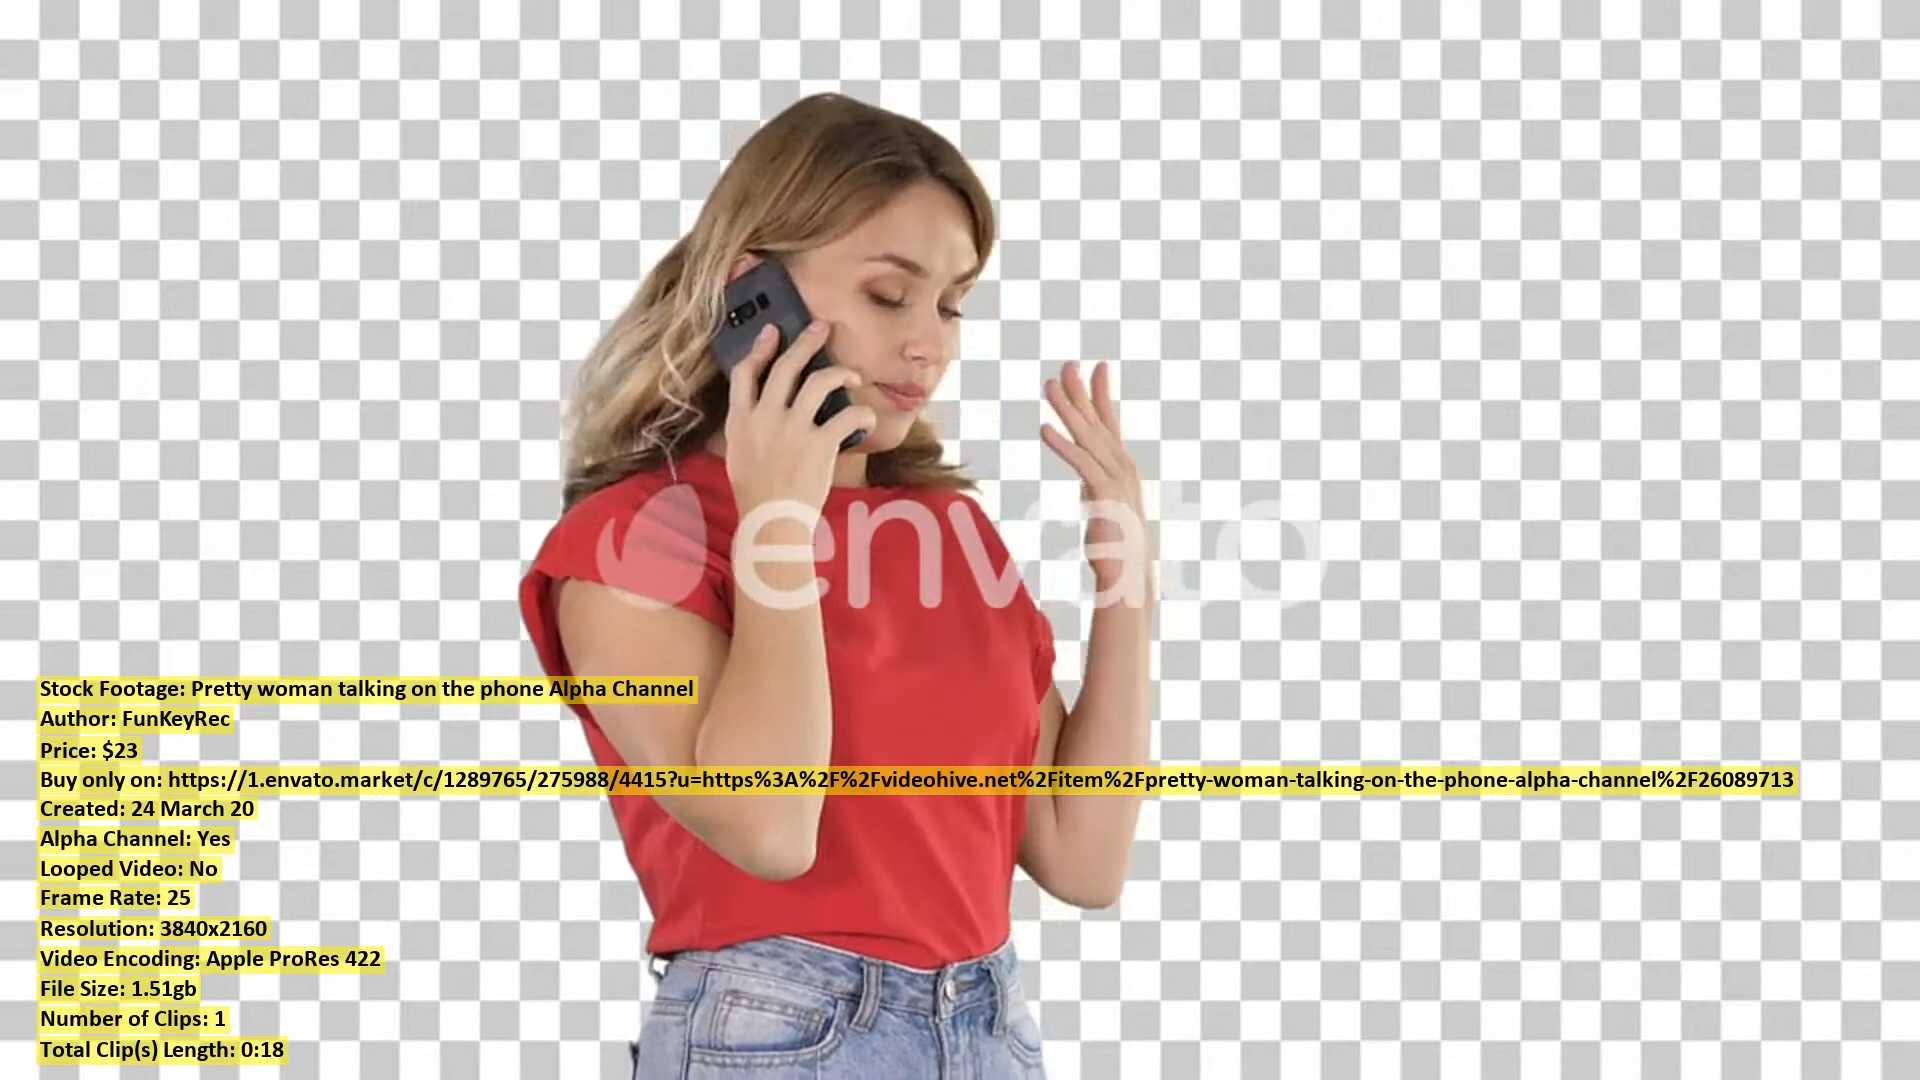 envato
Stock Footage: Pretty woman talking on the phone Alpha Channel
Author: FunKeyRec
Price: $23
Buy only on: https://1.envato.market/c/1289765/275988/4415?u=https%3A%2F%2Fvideohive.net%2Fitem%2Fpretty-woman-talking-on-the-phone-alpha-channel%2F26089713
Created: 24 March 20
Alpha Channel: Yes
Looped Video: No
Frame Rate: 25
Resolution: 3840x2160
Video Encoding: Apple ProRes 422
File Size: 1.51gb
Number of Clips: 1
Total Clip(s) Length: 0:18